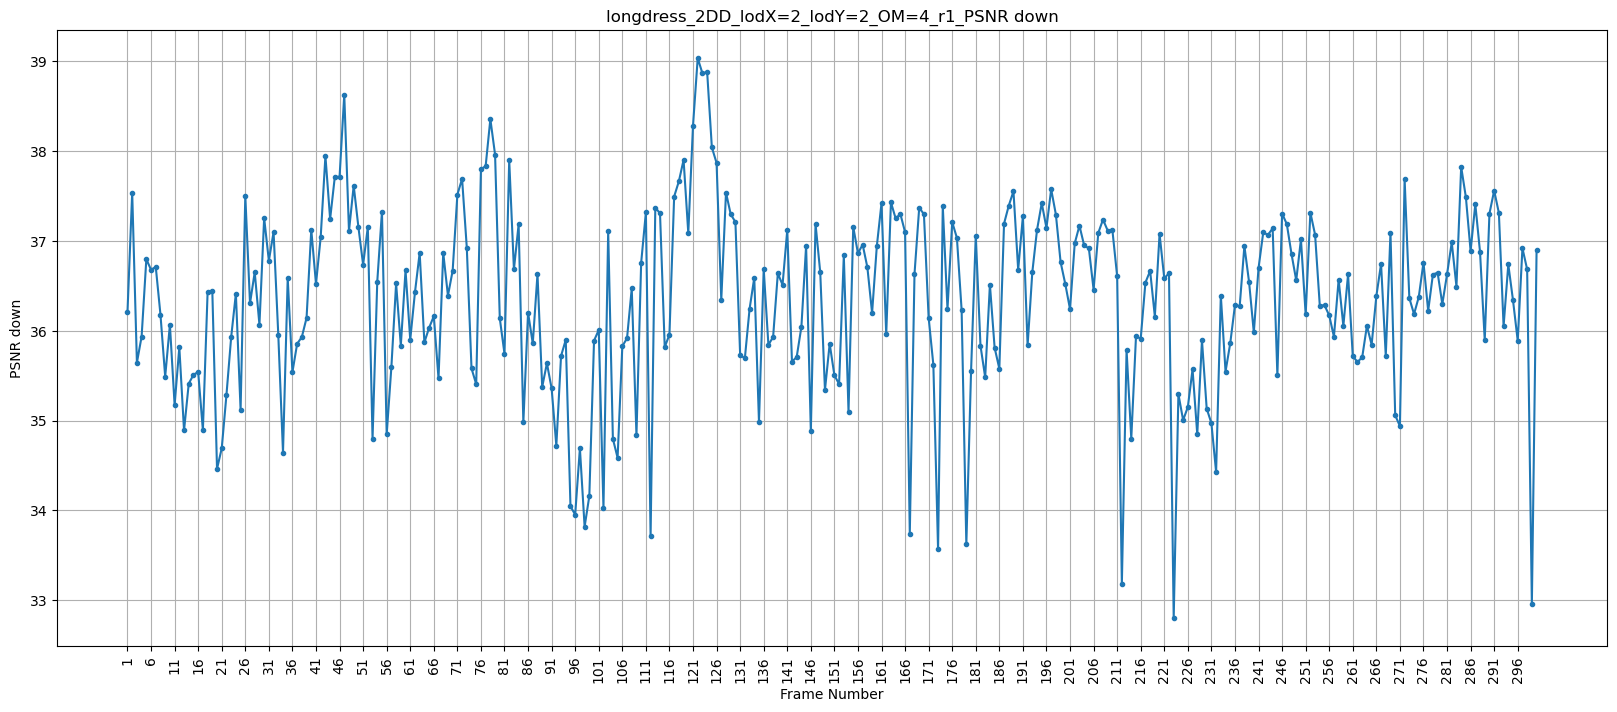 longdress_2DD_lodX=2_lodY=2_OM=4_r1_PSNR down
PSNR down
39
38
37
36
35
34
33
1 6 11 16 21 26 31 36 41 46 51 56 61 66 71 76 81 86 91 96 101 106 111 116 121 126 131 136 141 146 151 156 161 166 171 176 181 186 191 196 201 206 211 216 221 226 231 236 241 246 251 256 261 266 271 276 281 286 291 296
Frame Number